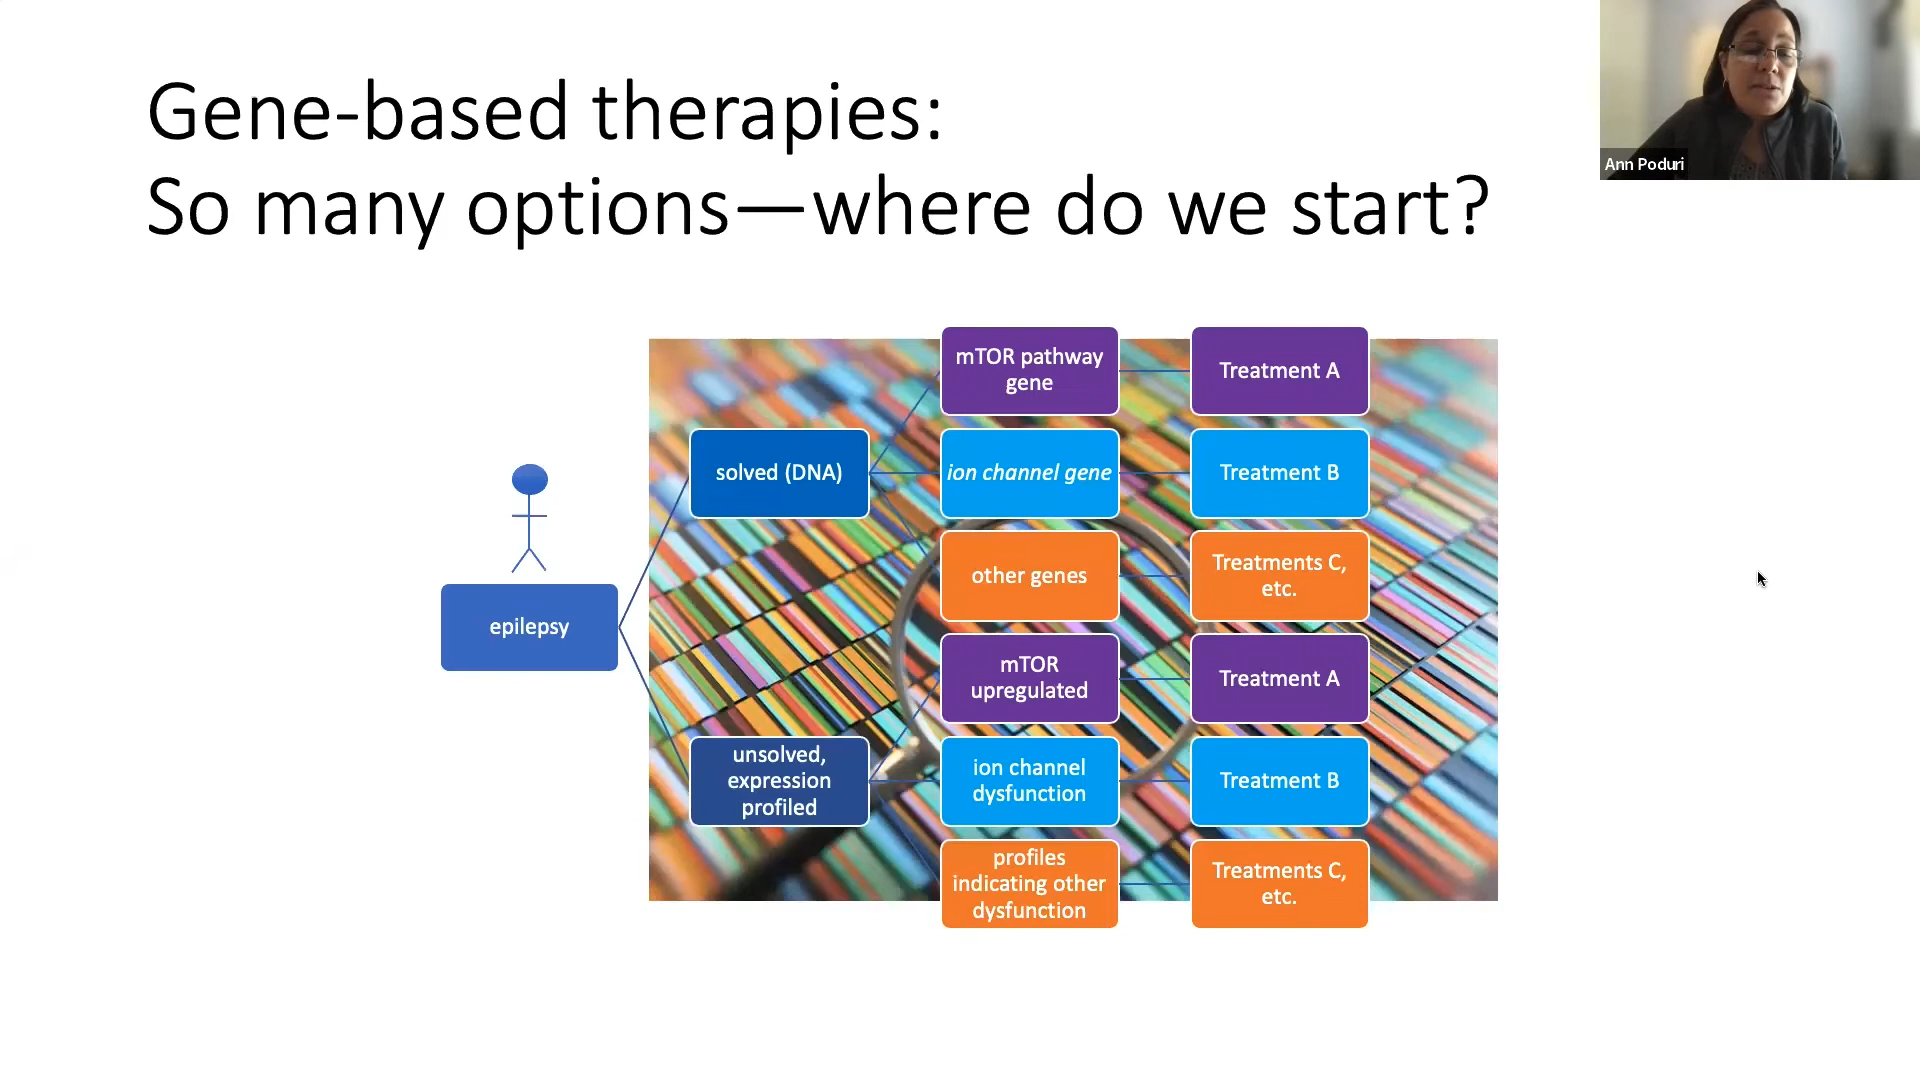 Gene-based therapies:
So many options—where do we start?
Ann Poduri
epilepsy
solved (DNA)
mTOR pathway
gene
Treatment A
ion channel gene
Treatment B
other genes
Treatments C,
etc.
unsolved,
expression
profiled
mTOR
upregulated
Treatment A
ion channel
dysfunction
Treatment B
profiles
indicating other
dysfunction
Treatments C,
etc.